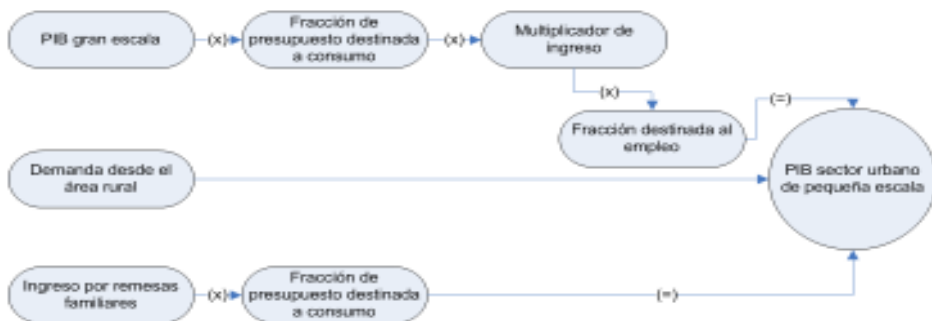 PIB gran escala
(x)
Fracción de
presupuesto destinada
a consumo
(x)
Multiplicador de
ingreso
(x)
Fracción destinada al
empleo
(=)
Demanda desde el
área rural
PIB sector urbano
de pequeña escala
Ingreso por remesas
familiares
(x)
Fracción de
presupuesto destinada
a consumo
(=)